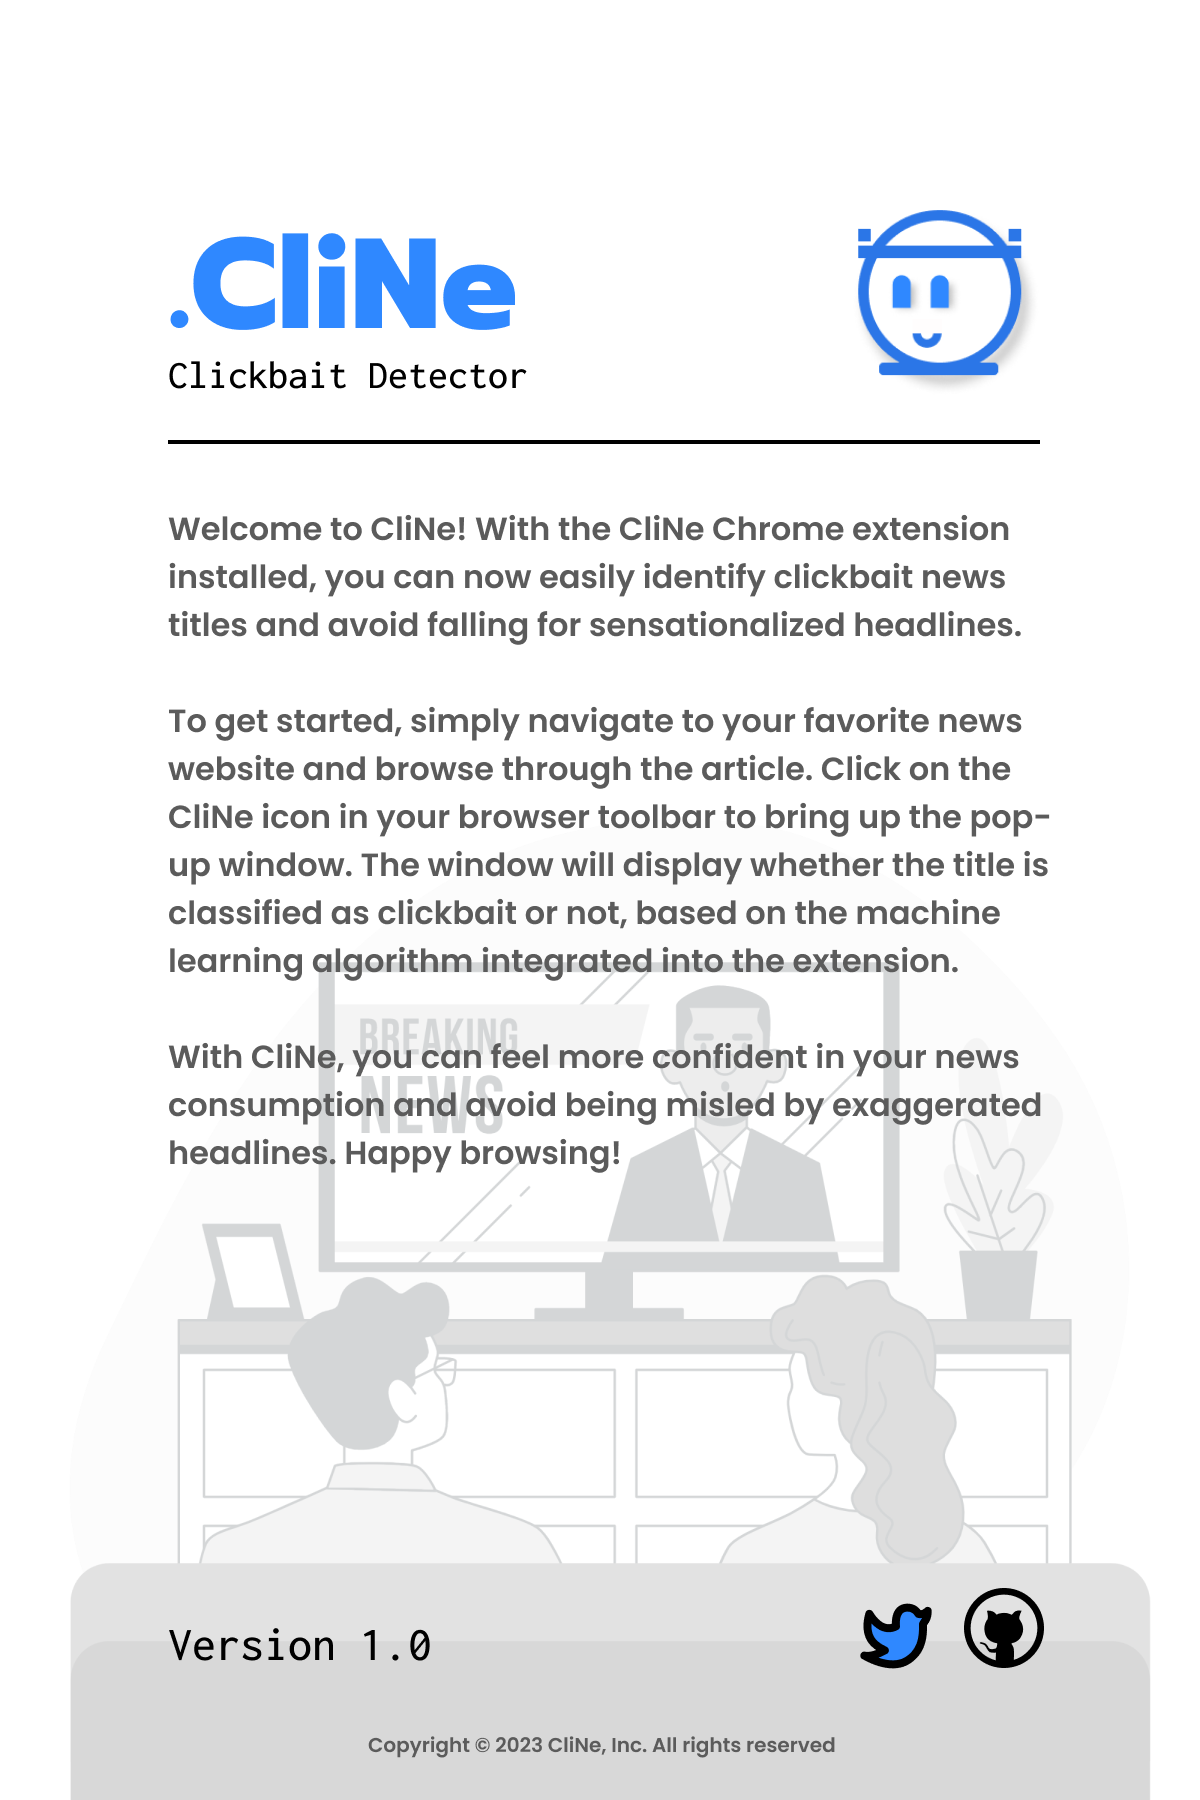 .CliNe
Clickbait Detector
Welcome to CliNe! With the CliNe Chrome extension
installed, you can now easily identify clickbait news
titles and avoid falling for sensationalized headlines.
To get started, simply navigate to your favorite news
website and browse through the article. Click on the
CliNe icon in your browser toolbar to bring up the pop-
up window. The window will display whether the title is
classified as clickbait or not, based on the machine
learning algorithm integrated into the extension.
BREAKING
NEWS
With CliNe, you can feel more confident in your news
consumption and avoid being misled by exaggerated
headlines. Happy browsing!
Version 1.0
Copyright © 2023 CliNe, Inc. All rights reserved